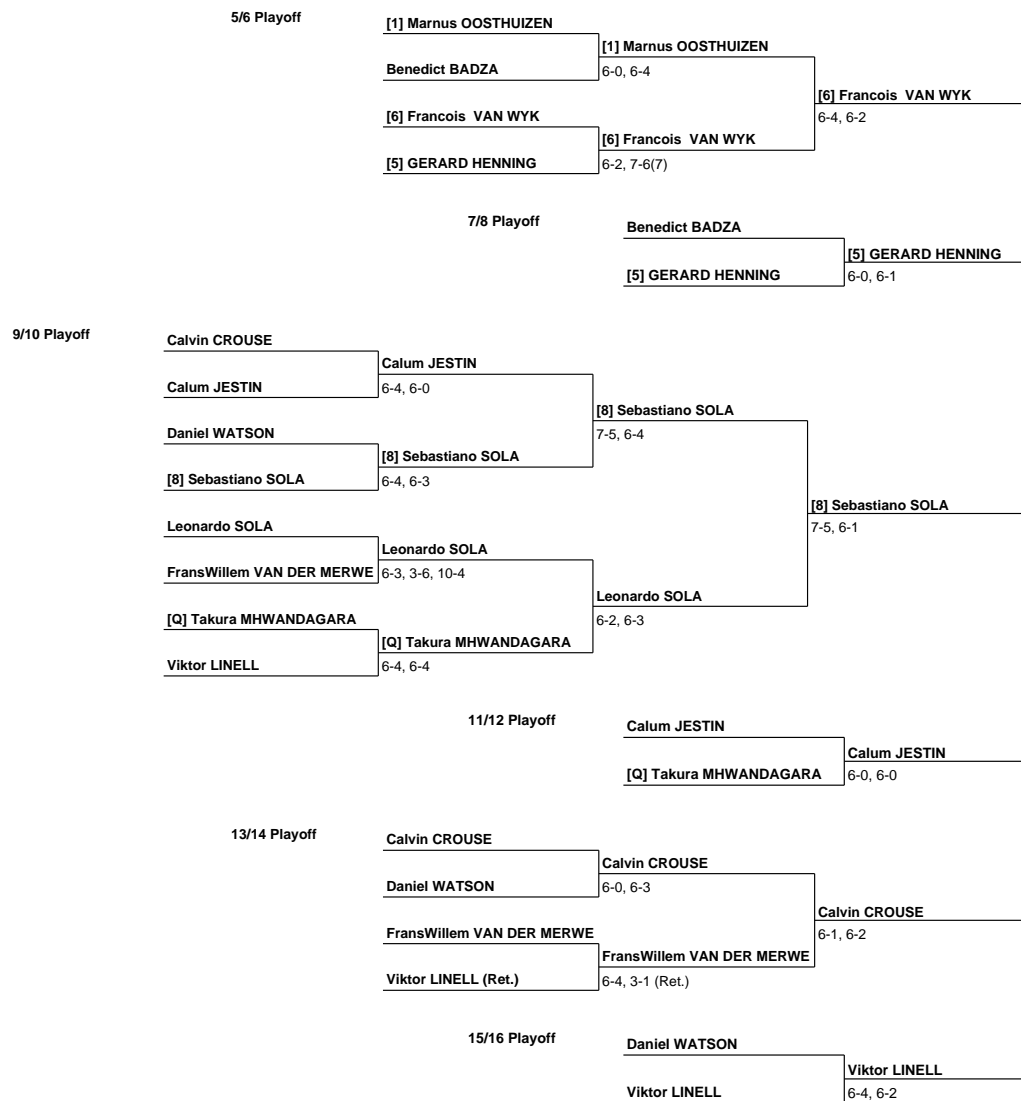 5/6 Playoff
[1] Marnus OOSTHUIZEN
[1] Marnus OOSTHUIZEN
Benedict BADZA
6-0, 6-4
[6] Francois VAN WYK
[6] Francois VAN WYK
6-4, 6-2
[6] Francois VAN WYK
[5] GERARD HENNING
6-2, 7-6(7)
7/8 Playoff
Benedict BADZA
[5] GERARD HENNING
[5] GERARD HENNING
6-0, 6-1
9/10 Playoff
Calvin CROUSE
Calum JESTIN
Calum JESTIN
6-4, 6-0
[8] Sebastiano SOLA
Daniel WATSON
7-5, 6-4
[8] Sebastiano SOLA
[8] Sebastiano SOLA
6-4, 6-3
[8] Sebastiano SOLA
Leonardo SOLA
7-5, 6-1
Leonardo SOLA
FransWillem VAN DER MERWE
6-3, 3-6, 10-4
Leonardo SOLA
[Q] Takura MHWANDAGARA
6-2, 6-3
[Q] Takura MHWANDAGARA
Viktor LINELL
6-4, 6-4
11/12 Playoff
Calum JESTIN
Calum JESTIN
[Q] Takura MHWANDAGARA
6-0, 6-0
13/14 Playoff
Calvin CROUSE
Calvin CROUSE
Daniel WATSON
6-0, 6-3
Calvin CROUSE
FransWillem VAN DER MERWE
6-1, 6-2
FransWillem VAN DER MERWE
Viktor LINELL (Ret.)
6-4, 3-1 (Ret.)
15/16 Playoff
Daniel WATSON
Viktor LINELL
Viktor LINELL
6-4, 6-2